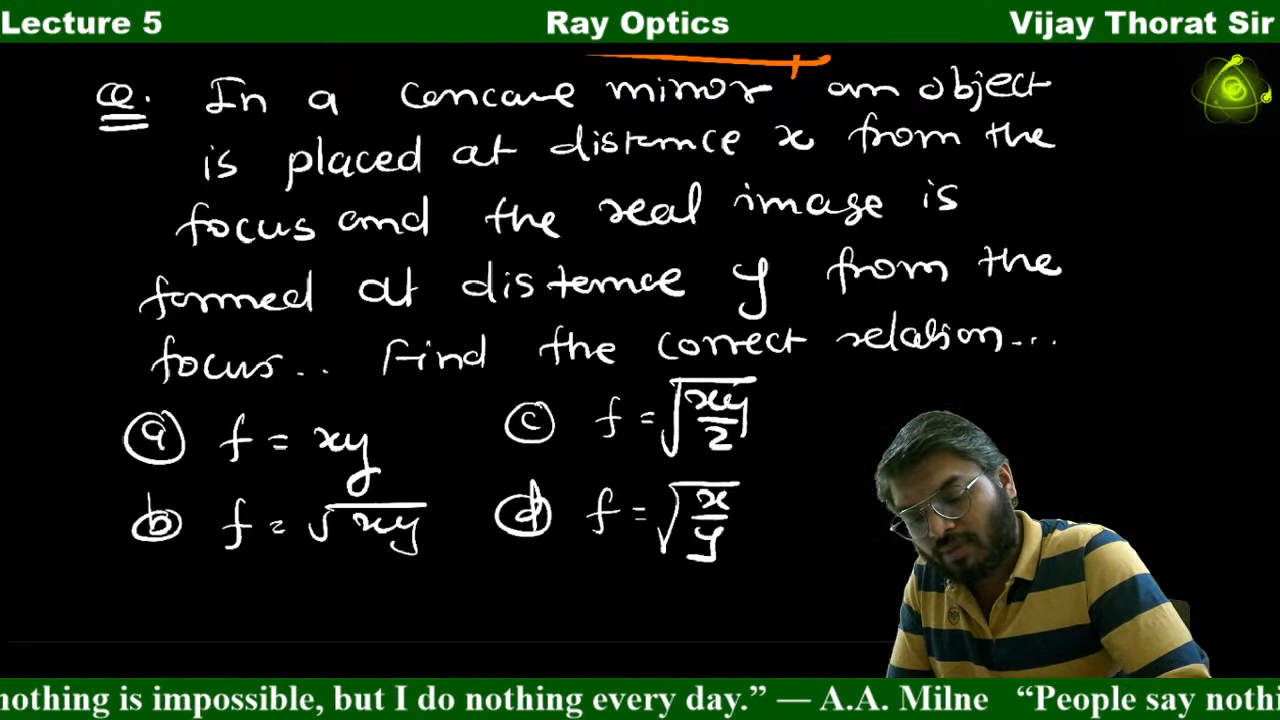 Lecture 5 Ray Optics Vijay Thorat Sir
Q. In a concave mirror an object
is placed at distance x from the
focus and the real image is
formed at distance y from the
focus.. Find the correct relation...
(a) f = xy (c) f = √(xy/2)
(b) f = √xy (d) f = √(x/y)
nothing is impossible, but I do nothing every day.” — A.A. Milne “People say nothi